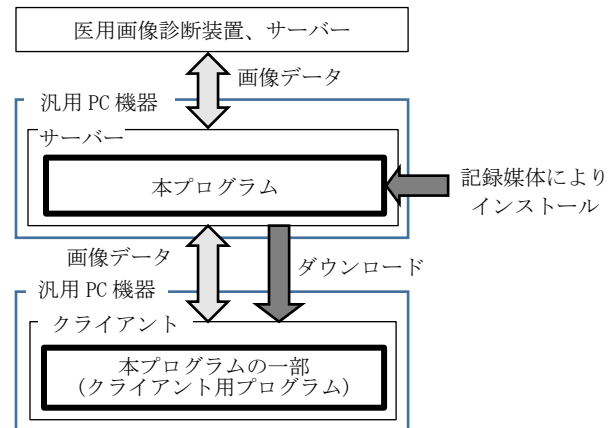 医用画像診断装置、サーバー
画像データ
汎用 PC 機器
サーバー
本プログラム
記録媒体により
インストール
画像データ
ダウンロード
汎用 PC 機器
クライアント
本プログラムの一部
(クライアント用プログラム)